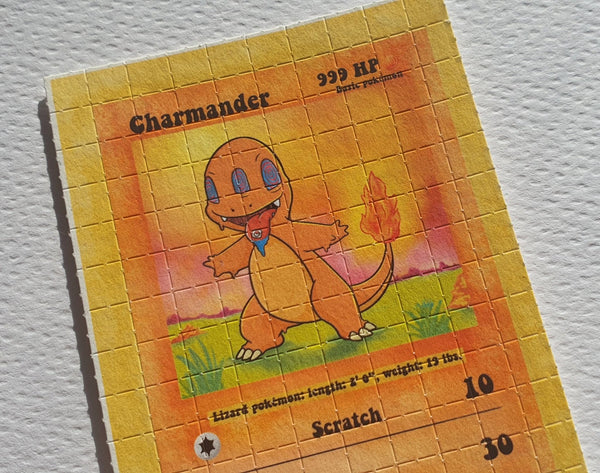 999 HP
Basic pokémon
Charmander
Lizard pokémon: length: 2' 0", weight: 19 lbs.
Scratch 10
30